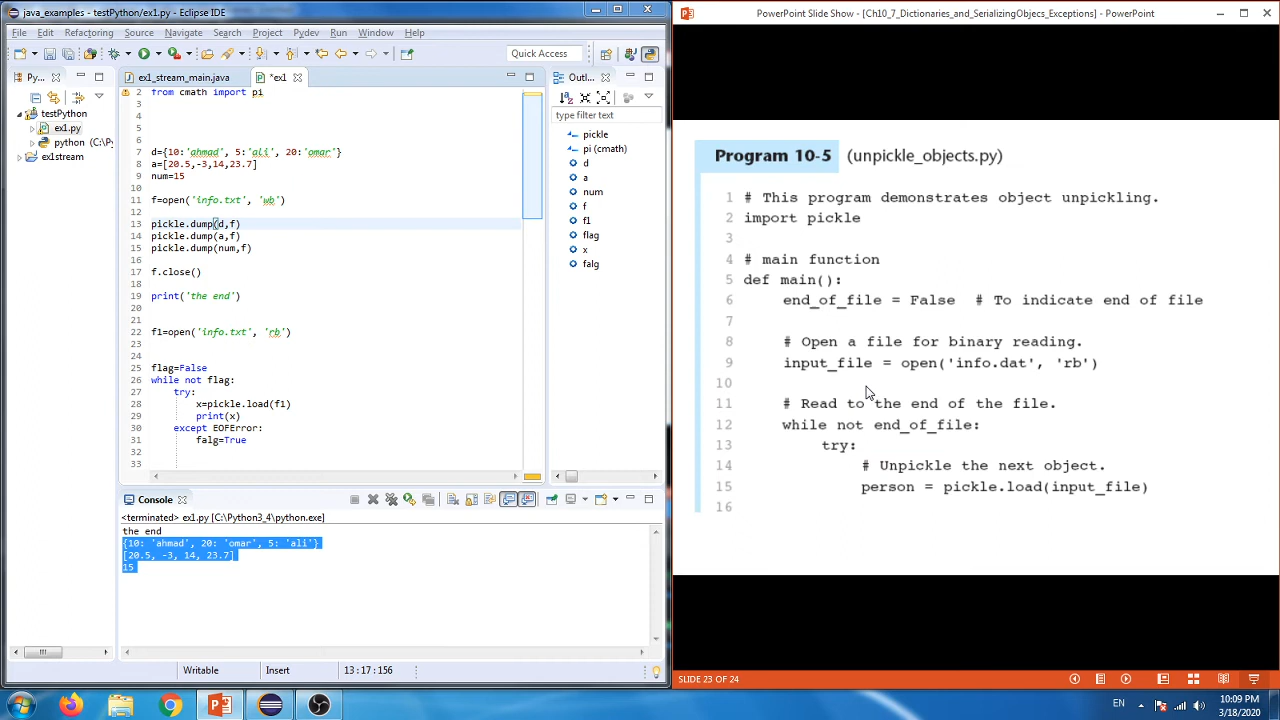 java_examples - testPython/ex1.py - Eclipse IDE
File Edit Refactoring Source Navigate Search Project Pydev Run Window Help
Quick Access
Py...
ex1_stream_main.java
*ex1
Outl...
testPython
ex1.py
python (C:\P
ex1stream
2 from cmath import pi
3
4
5
6
7 d={10:'ahmad', 5:'ali', 20:'omar'}
8 a=[20.5,-3,14,23.7]
9 num=15
10
11 f=open('info.txt', 'wb')
12
13 pickle.dump(d,f)
14 pickle.dump(a,f)
15 pickle.dump(num,f)
16
17 f.close()
18
19 print('the end')
20
21
22 f1=open('info.txt', 'rb')
23
24
25 flag=False
26 while not flag:
27 try:
28 x=pickle.load(f1)
29 print(x)
30 except EOFError:
31 falg=True
32
33
type filter text
pickle
pi (cmath)
d
a
num
f
f1
flag
x
falg
Console
<terminated> ex1.py [C:\Python3_4\python.exe]
the end
{10: 'ahmad', 20: 'omar', 5: 'ali'}
[20.5, -3, 14, 23.7]
15
Writable Insert 13:17:156
PowerPoint Slide Show - [Ch10_7_Dictionaries_and_SerializingObjecs_Exceptions] - PowerPoint
Program 10-5 (unpickle_objects.py)
1 # This program demonstrates object unpickling.
2 import pickle
3
4 # main function
5 def main():
6 end_of_file = False # To indicate end of file
7
8 # Open a file for binary reading.
9 input_file = open('info.dat', 'rb')
10
11 # Read to the end of the file.
12 while not end_of_file:
13 try:
14 # Unpickle the next object.
15 person = pickle.load(input_file)
16
SLIDE 23 OF 24
EN
10:09 PM
3/18/2020